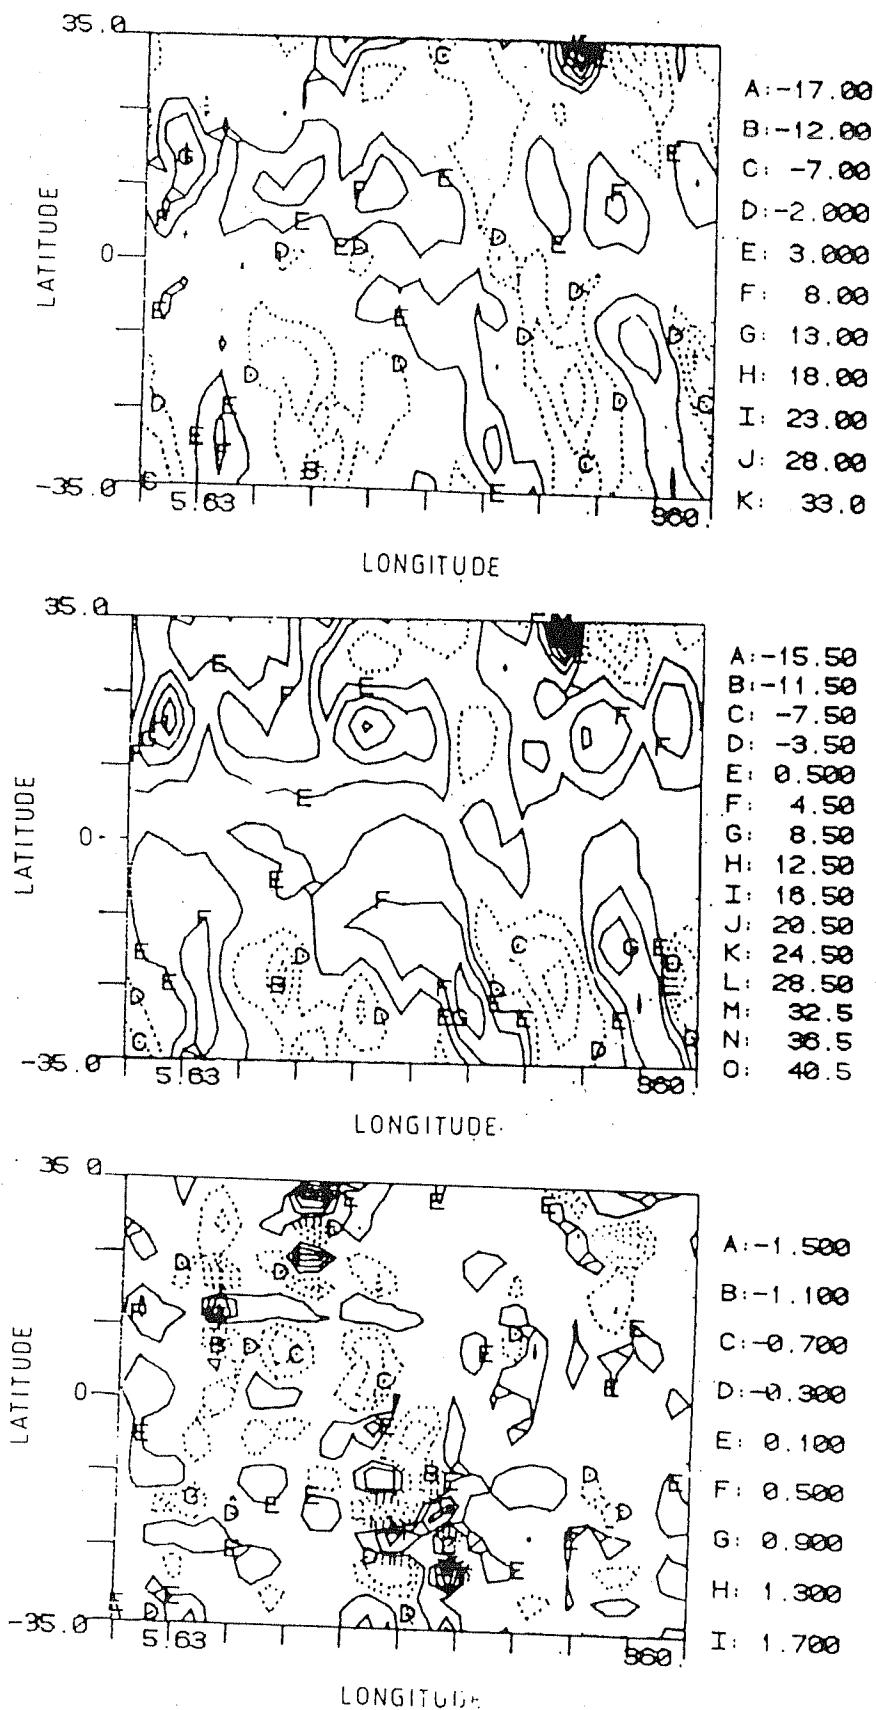 35.0
A:-17.00
B:-12.00
C: -7.00
D:-2.000
E: 3.000
F: 8.00
G: 13.00
H: 18.00
I: 23.00
J: 28.00
K: 33.0
LATITUDE
0
-35.0
5.63
360.
LONGITUDE
35.0
A:-15.50
B:-11.50
C: -7.50
D: -3.50
E: 0.500
F: 4.50
G: 8.50
H: 12.50
I: 16.50
J: 20.50
K: 24.50
L: 28.50
M: 32.5
N: 36.5
O: 40.5
LATITUDE
0
-35.0
5.63
360.
LONGITUDE
35 0
A:-1.500
B:-1.100
C:-0.700
D:-0.300
E: 0.100
F: 0.500
G: 0.900
H: 1.300
I: 1.700
LATITUDE
0
-35.0
5.63
360.
LONGITUDE